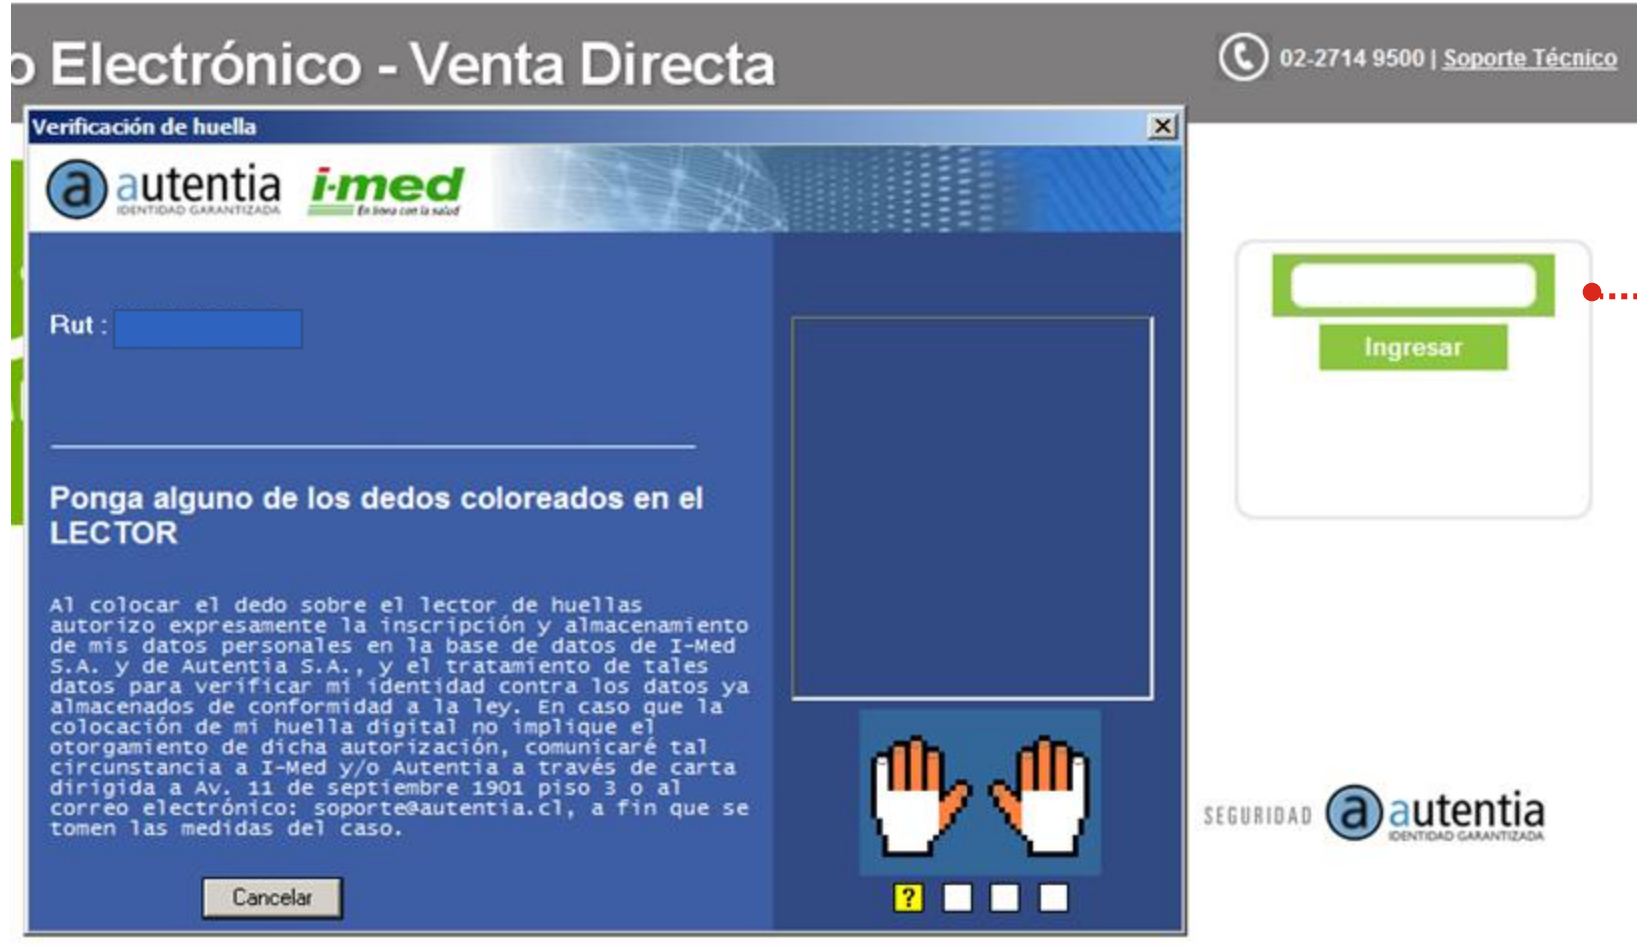 o Electrónico - Venta Directa
02-2714 9500 | Soporte Técnico
Verificación de huella
a autentia
IDENTIDAD GARANTIZADA
i-med
En línea con la salud
Rut :
Ingresar
Ponga alguno de los dedos coloreados en el
LECTOR
Al colocar el dedo sobre el lector de huellas
autorizo expresamente la inscripción y almacenamiento
de mis datos personales en la base de datos de I-Med
S.A. y de Autentia S.A., y el tratamiento de tales
datos para verificar mi identidad contra los datos ya
almacenados de conformidad a la ley. En caso que la
colocación de mi huella digital no implique el
otorgamiento de dicha autorización, comunicaré tal
circunstancia a I-Med y/o Autentia a través de carta
dirigida a Av. 11 de septiembre 1901 piso 3 o al
correo electrónico: soporte@autentia.cl, a fin que se
tomen las medidas del caso.
Cancelar
?
SEGURIDAD a autentia
IDENTIDAD GARANTIZADA